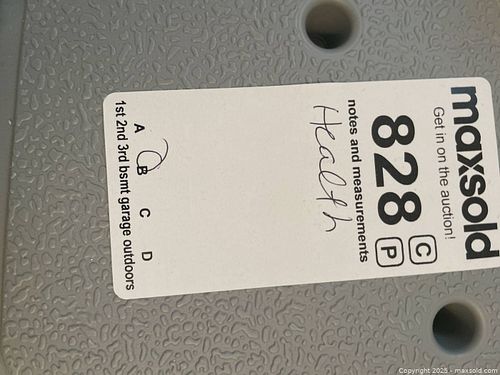 maxsold
Get in on the auction!
828 C P
notes and measurements
Health
A B C D
1st 2nd 3rd bsmt garage outdoors
Copyright 2025 - maxsold.com